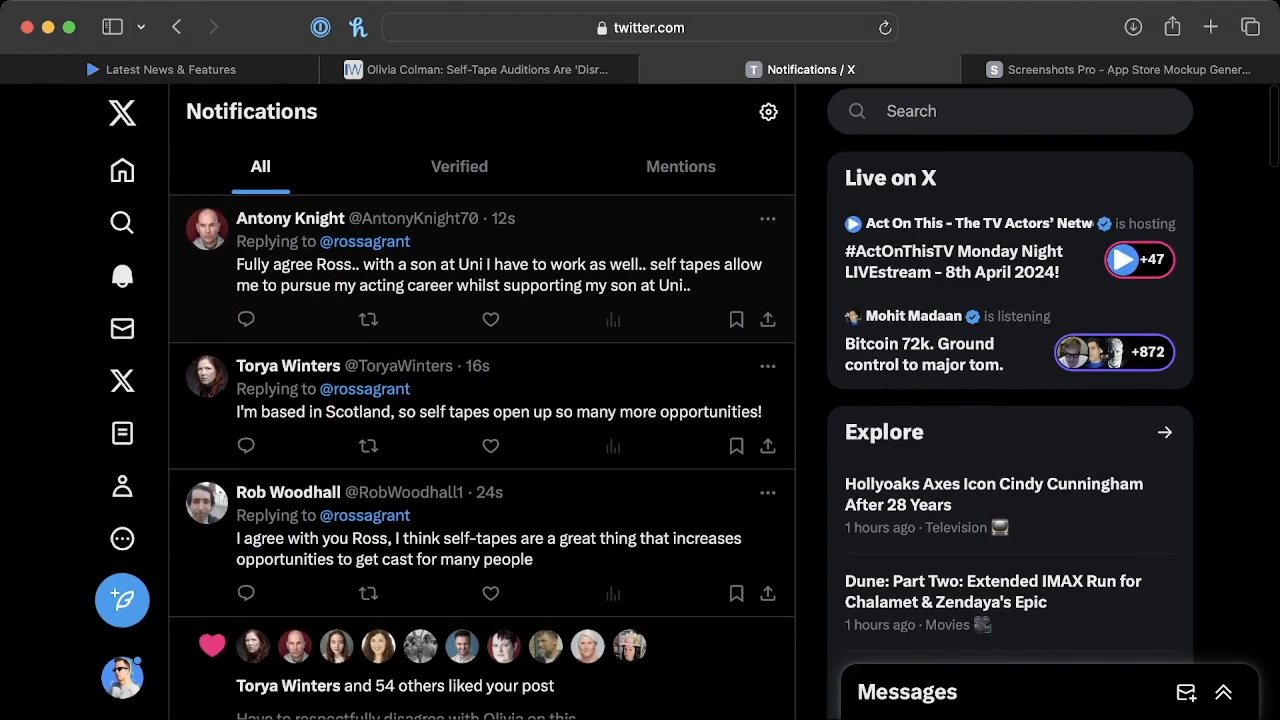 twitter.com
Latest News & Features
Olivia Colman: Self-Tape Auditions Are 'Disr...
T
Notifications / X
S
Screenshots Pro - App Store Mockup Gener...
Notifications
All
Verified
Mentions
Antony Knight @AntonyKnight70 · 12s
Replying to @rossagrant
Fully agree Ross.. with a son at Uni I have to work as well.. self tapes allow
me to pursue my acting career whilst supporting my son at Uni..
Torya Winters @ToryaWinters · 16s
Replying to @rossagrant
I'm based in Scotland, so self tapes open up so many more opportunities!
Rob Woodhall @RobWoodhall1 · 24s
Replying to @rossagrant
I agree with you Ross, I think self-tapes are a great thing that increases
opportunities to get cast for many people
Torya Winters and 54 others liked your post
Have to respectfully disagree with Olivia on this
Search
Live on X
Act On This - The TV Actors’ Netw is hosting
#ActOnThisTV Monday Night
LIVEstream - 8th April 2024!
+47
Mohit Madaan is listening
Bitcoin 72k. Ground
control to major tom.
+872
Explore
Hollyoaks Axes Icon Cindy Cunningham
After 28 Years
1 hours ago · Television
Dune: Part Two: Extended IMAX Run for
Chalamet & Zendaya's Epic
1 hours ago · Movies
Messages